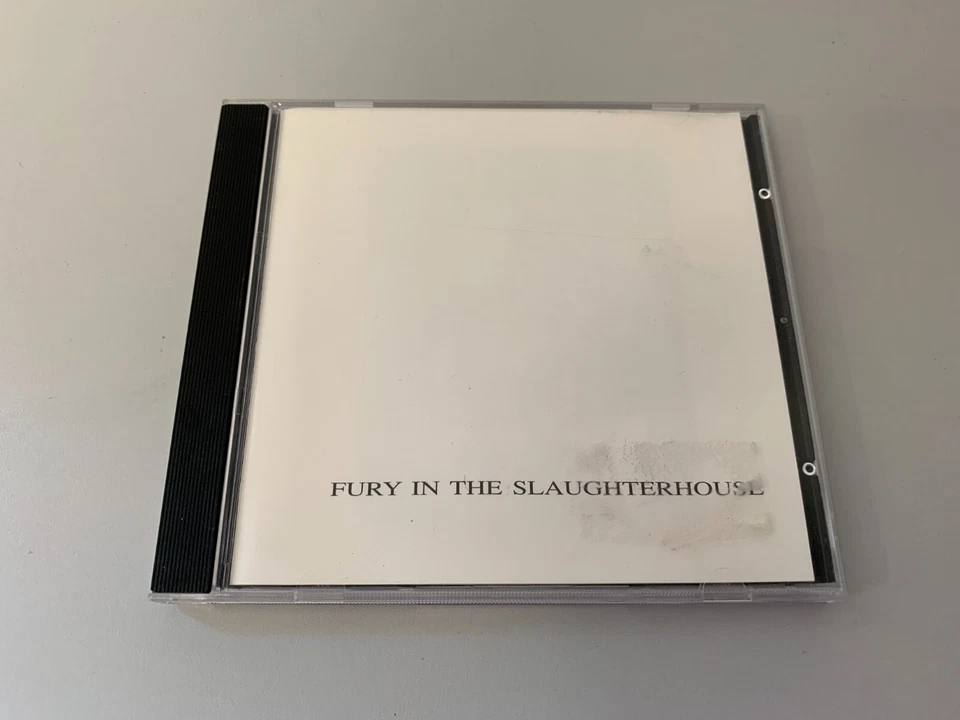 FURY IN THE SLAUGHTERHOUSE